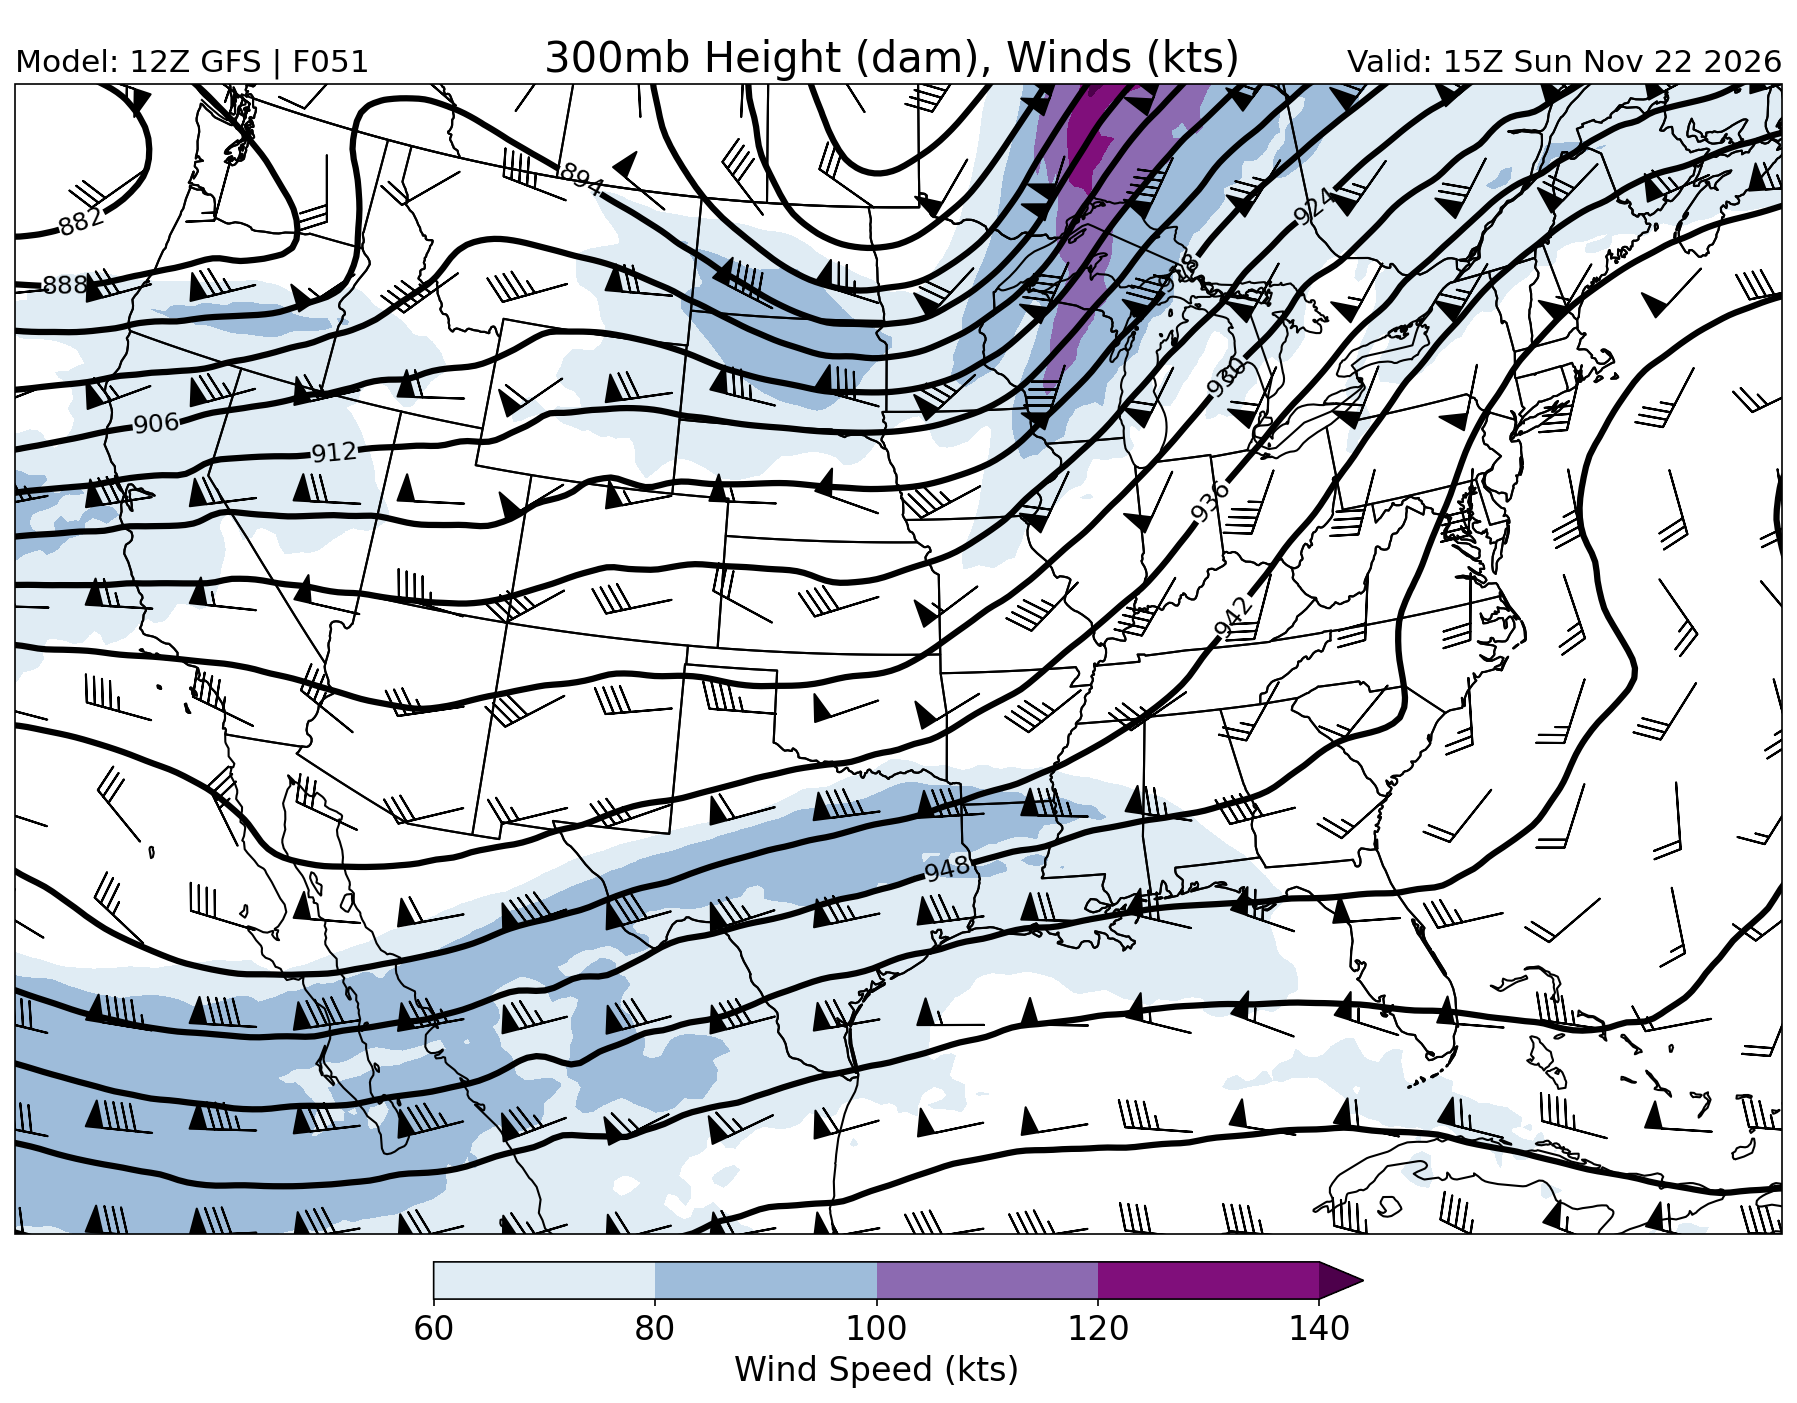 Model: 12Z GFS | F051
300mb Height (dam), Winds (kts)
Valid: 15Z Sun Nov 22 2026
894
924
882
888
930
906
912
936
942
948
60 80 100 120 140
Wind Speed (kts)